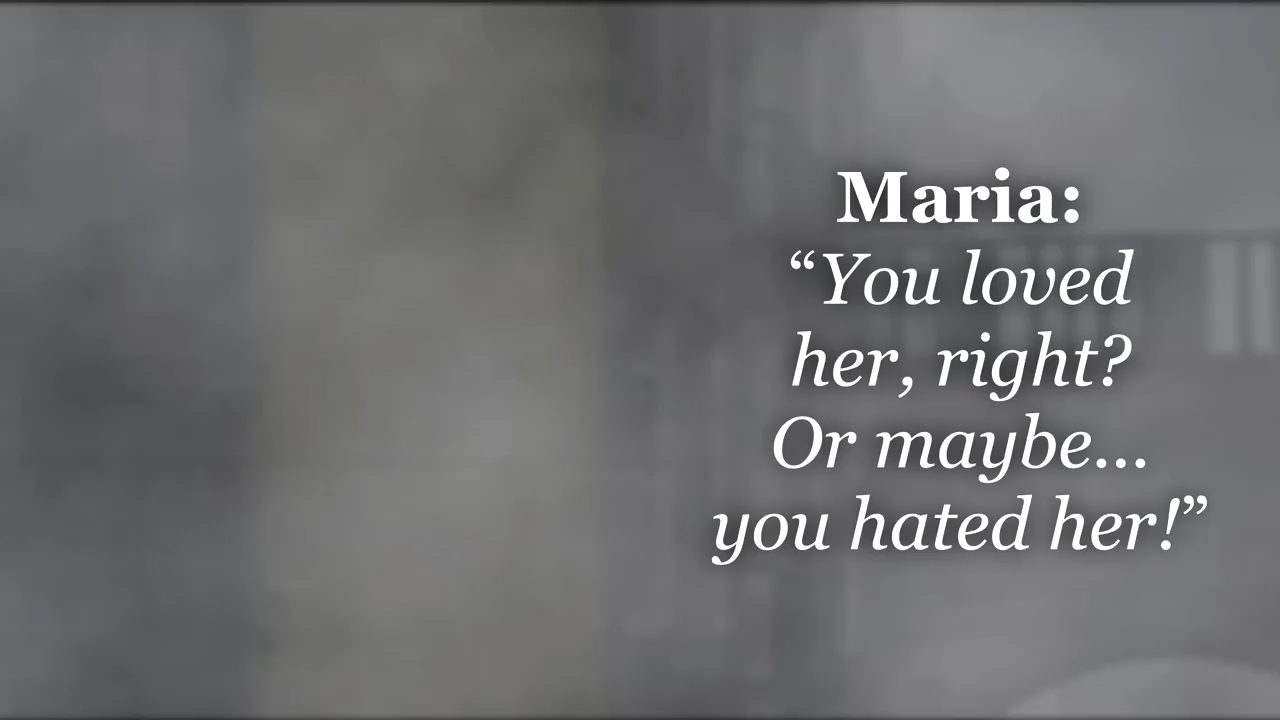 Maria:
“You loved
her, right?
Or maybe...
you hated her!”